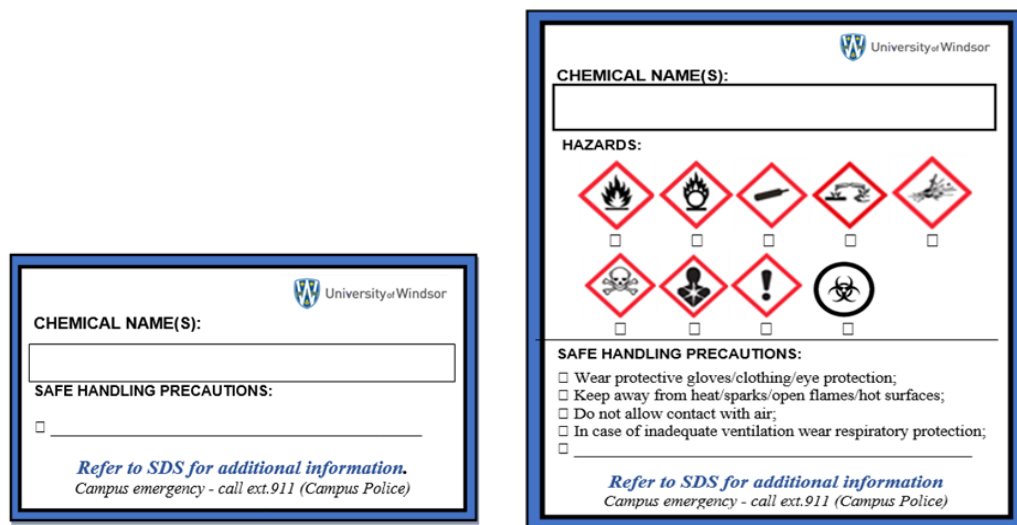 University of Windsor
CHEMICAL NAME(S):
SAFE HANDLING PRECAUTIONS:
☐ ____________________
Refer to SDS for additional information.
Campus emergency - call ext.911 (Campus Police)
University of Windsor
CHEMICAL NAME(S):
HAZARDS:
☐ ☐ ☐ ☐ ☐
☐ ☐ ☐ ☐
SAFE HANDLING PRECAUTIONS:
☐ Wear protective gloves/clothing/eye protection;
☐ Keep away from heat/sparks/open flames/hot surfaces;
☐ Do not allow contact with air;
☐ In case of inadequate ventilation wear respiratory protection;
☐ ____________________
Refer to SDS for additional information
Campus emergency - call ext.911 (Campus Police)